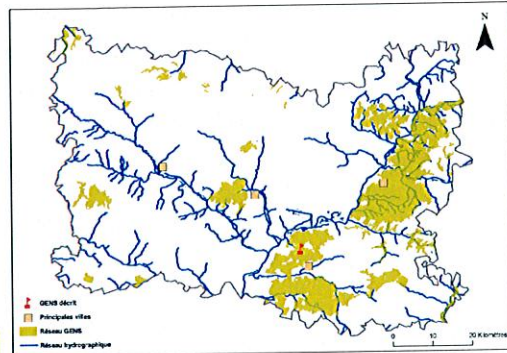 N
GENS décrit
Principales villes
Réseau GENS
Réseau hydrographique
0
10
20 Kilomètres